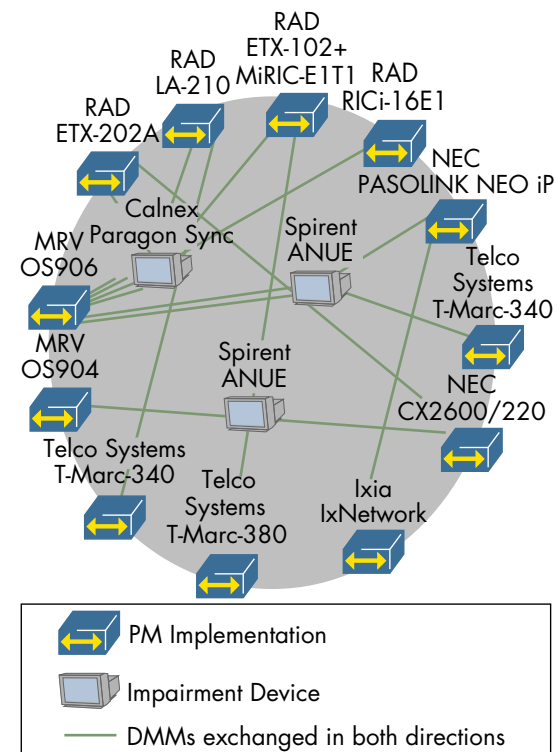 RAD
ETX-102+
MiRIC-E1T1
RAD
LA-210
RAD
RICi-16E1
RAD
ETX-202A
NEC
PASOLINK NEO iP
Calnex
Paragon Sync
Spirent
ANUE
MRV
OS906
Telco
Systems
T-Marc-340
MRV
OS904
Spirent
ANUE
NEC
CX2600/220
Telco Systems
T-Marc-340
Telco
Systems
T-Marc-380
Ixia
IxNetwork
PM Implementation
Impairment Device
DMMs exchanged in both directions